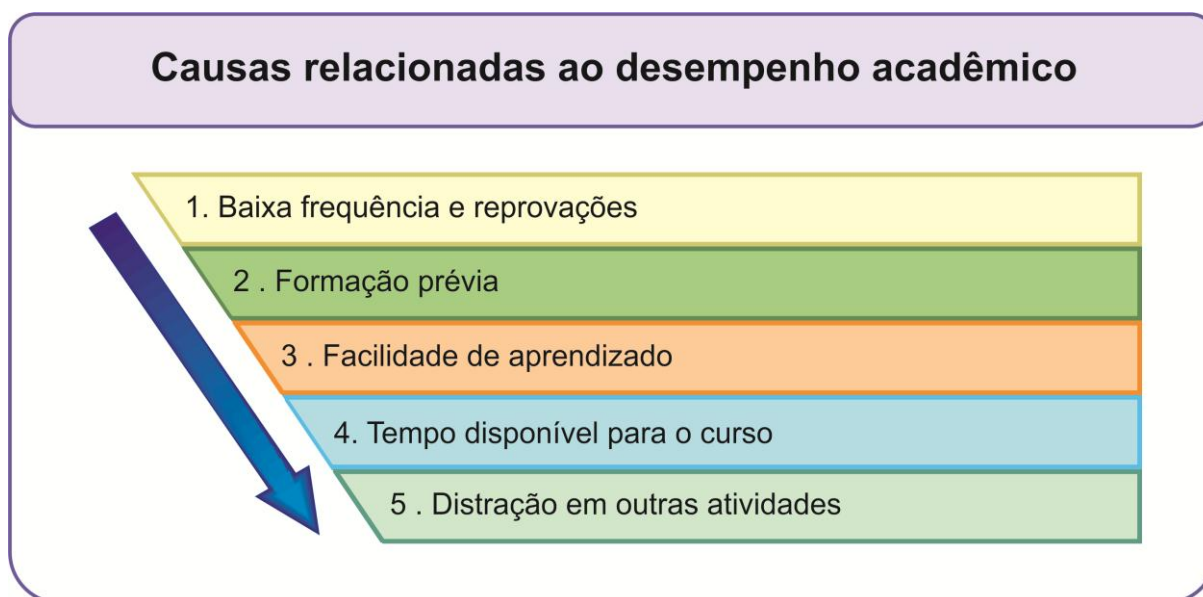 Causas relacionadas ao desempenho acadêmico
1. Baixa frequência e reprovações
2 . Formação prévia
3 . Facilidade de aprendizado
4. Tempo disponível para o curso
5 . Distração em outras atividades